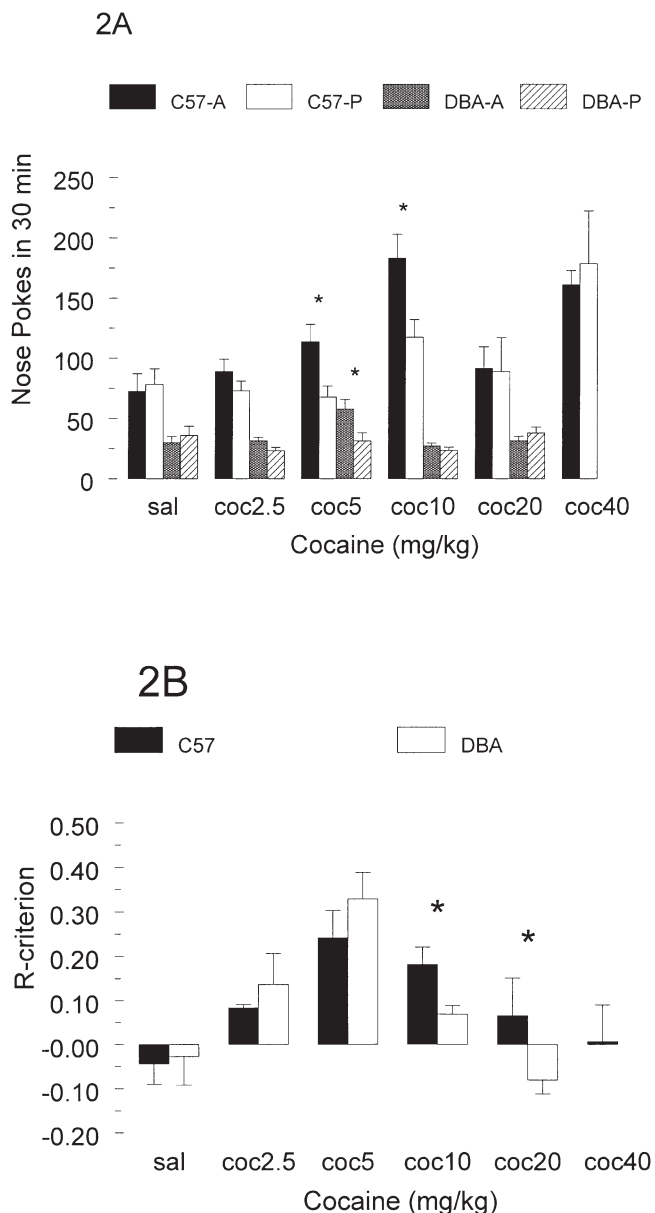 2A
C57-A C57-P DBA-A DBA-P
Nose Pokes in 30 min
250
200
150
100
50
0
* * *
sal coc2.5 coc5 coc10 coc20 coc40
Cocaine (mg/kg)
2B
C57 DBA
R-criterion
0.50
0.40
0.30
0.20
0.10
-0.00
-0.10
-0.20
* *
sal coc2.5 coc5 coc10 coc20 coc40
Cocaine (mg/kg)